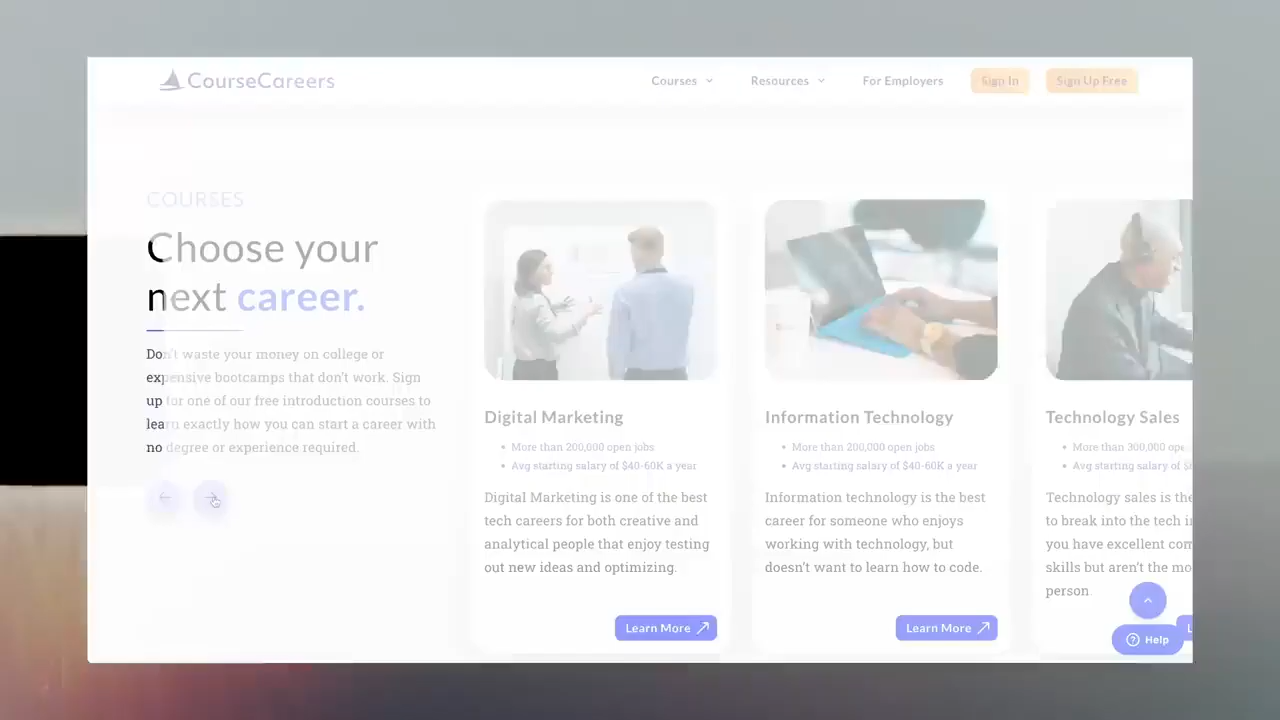 CourseCareers
Courses
Resources
For Employers
Sign In
Sign Up Free
COURSES
Choose your
next career.
Don't waste your money on college or
expensive bootcamps that don't work. Sign
up for one of our free introduction courses to
learn exactly how you can start a career with
no degree or experience required.
Digital Marketing
More than 200,000 open jobs
Avg starting salary of $40-60K a year
Digital Marketing is one of the best
tech careers for both creative and
analytical people that enjoy testing
out new ideas and optimizing.
Learn More
Information Technology
More than 200,000 open jobs
Avg starting salary of $40-60K a year
Information technology is the best
career for someone who enjoys
working with technology, but
doesn't want to learn how to code.
Learn More
Technology Sales
More than 300,000 ope
Avg starting salary of
Technology sales is the
to break into the tech
you have excellent
skills but aren't the
person.
Help